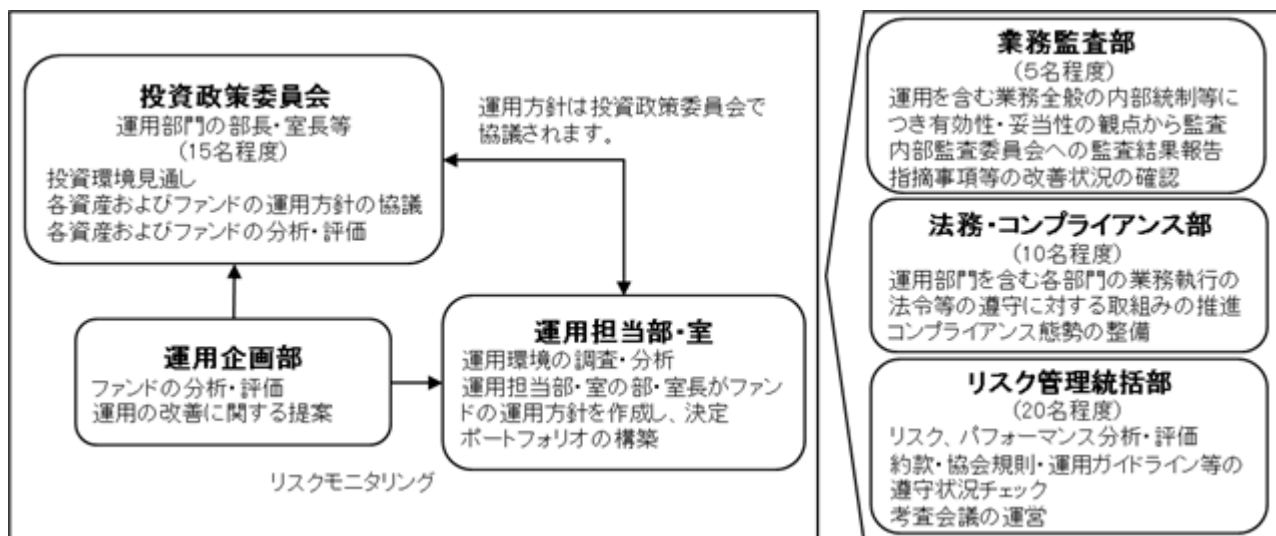 投資政策委員会
運用部門の部長・室長等
(15名程度)
投資環境見通し
各資産およびファンドの運用方針の協議
各資産およびファンドの分析・評価
運用方針は投資政策委員会で
協議されます。
運用企画部
ファンドの分析・評価
運用の改善に関する提案
運用担当部・室
運用環境の調査・分析
運用担当部・室の部・室長がファン
ドの運用方針を作成し、決定
ポートフォリオの構築
リスクモニタリング
業務監査部
(5名程度)
運用を含む業務全般の内部統制等に
つき有効性・妥当性の観点から監査
内部監査委員会への監査結果報告
指摘事項等の改善状況の確認
法務・コンプライアンス部
(10名程度)
運用部門を含む各部門の業務執行の
法令等の遵守に対する取組みの推進
コンプライアンス態勢の整備
リスク管理統括部
(20名程度)
リスク、パフォーマンス分析・評価
約款・協会規則・運用ガイドライン等の
遵守状況チェック
考査会議の運営